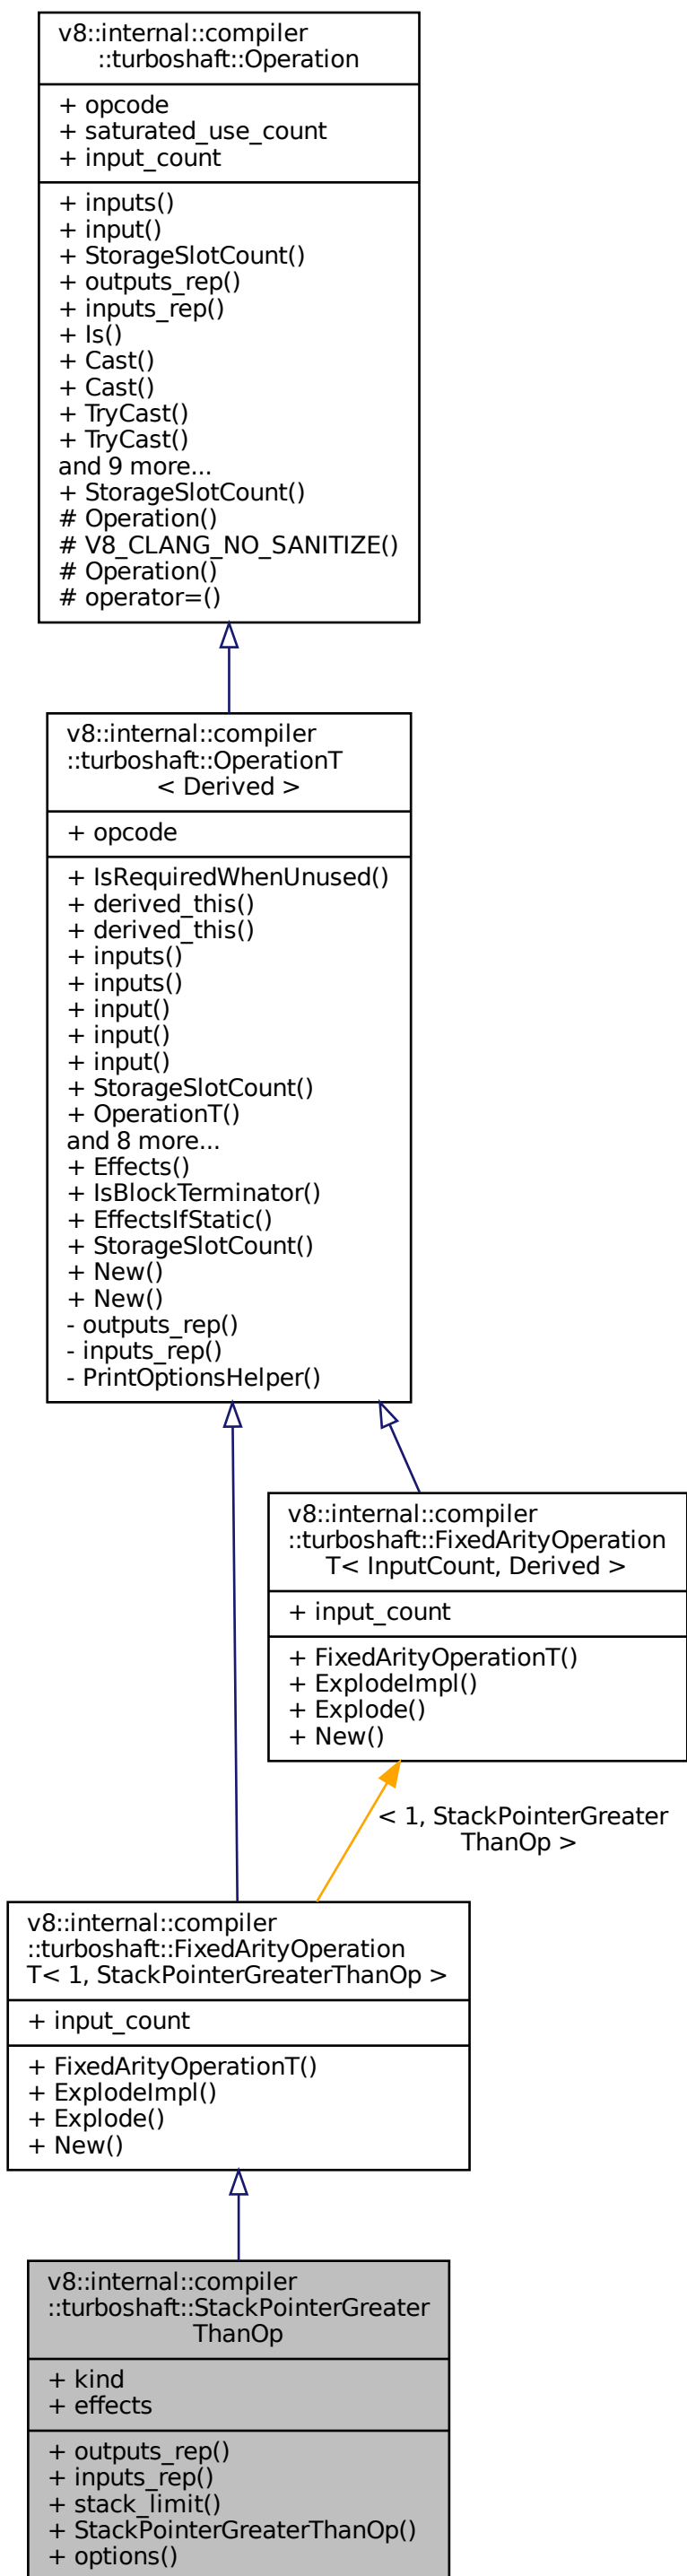 v8::internal::compiler
::turboshaft::Operation
+ opcode
+ saturated_use_count
+ input_count
+ inputs()
+ input()
+ StorageSlotCount()
+ outputs_rep()
+ inputs_rep()
+ Is()
+ Cast()
+ Cast()
+ TryCast()
+ TryCast()
and 9 more...
+ StorageSlotCount()
# Operation()
# V8_CLANG_NO_SANITIZE()
# Operation()
# operator=()
v8::internal::compiler
::turboshaft::OperationT
< Derived >
+ opcode
+ IsRequiredWhenUnused()
+ derived_this()
+ derived_this()
+ inputs()
+ inputs()
+ input()
+ input()
+ input()
+ StorageSlotCount()
+ OperationT()
and 8 more...
+ Effects()
+ IsBlockTerminator()
+ EffectsIfStatic()
+ StorageSlotCount()
+ New()
+ New()
- outputs_rep()
- inputs_rep()
- PrintOptionsHelper()
v8::internal::compiler
::turboshaft::FixedArityOperation
T< InputCount, Derived >
+ input_count
+ FixedArityOperationT()
+ ExplodeImpl()
+ Explode()
+ New()
< 1, StackPointerGreater
ThanOp >
v8::internal::compiler
::turboshaft::FixedArityOperation
T< 1, StackPointerGreaterThanOp >
+ input_count
+ FixedArityOperationT()
+ ExplodeImpl()
+ Explode()
+ New()
v8::internal::compiler
::turboshaft::StackPointerGreater
ThanOp
+ kind
+ effects
+ outputs_rep()
+ inputs_rep()
+ stack_limit()
+ StackPointerGreaterThanOp()
+ options()